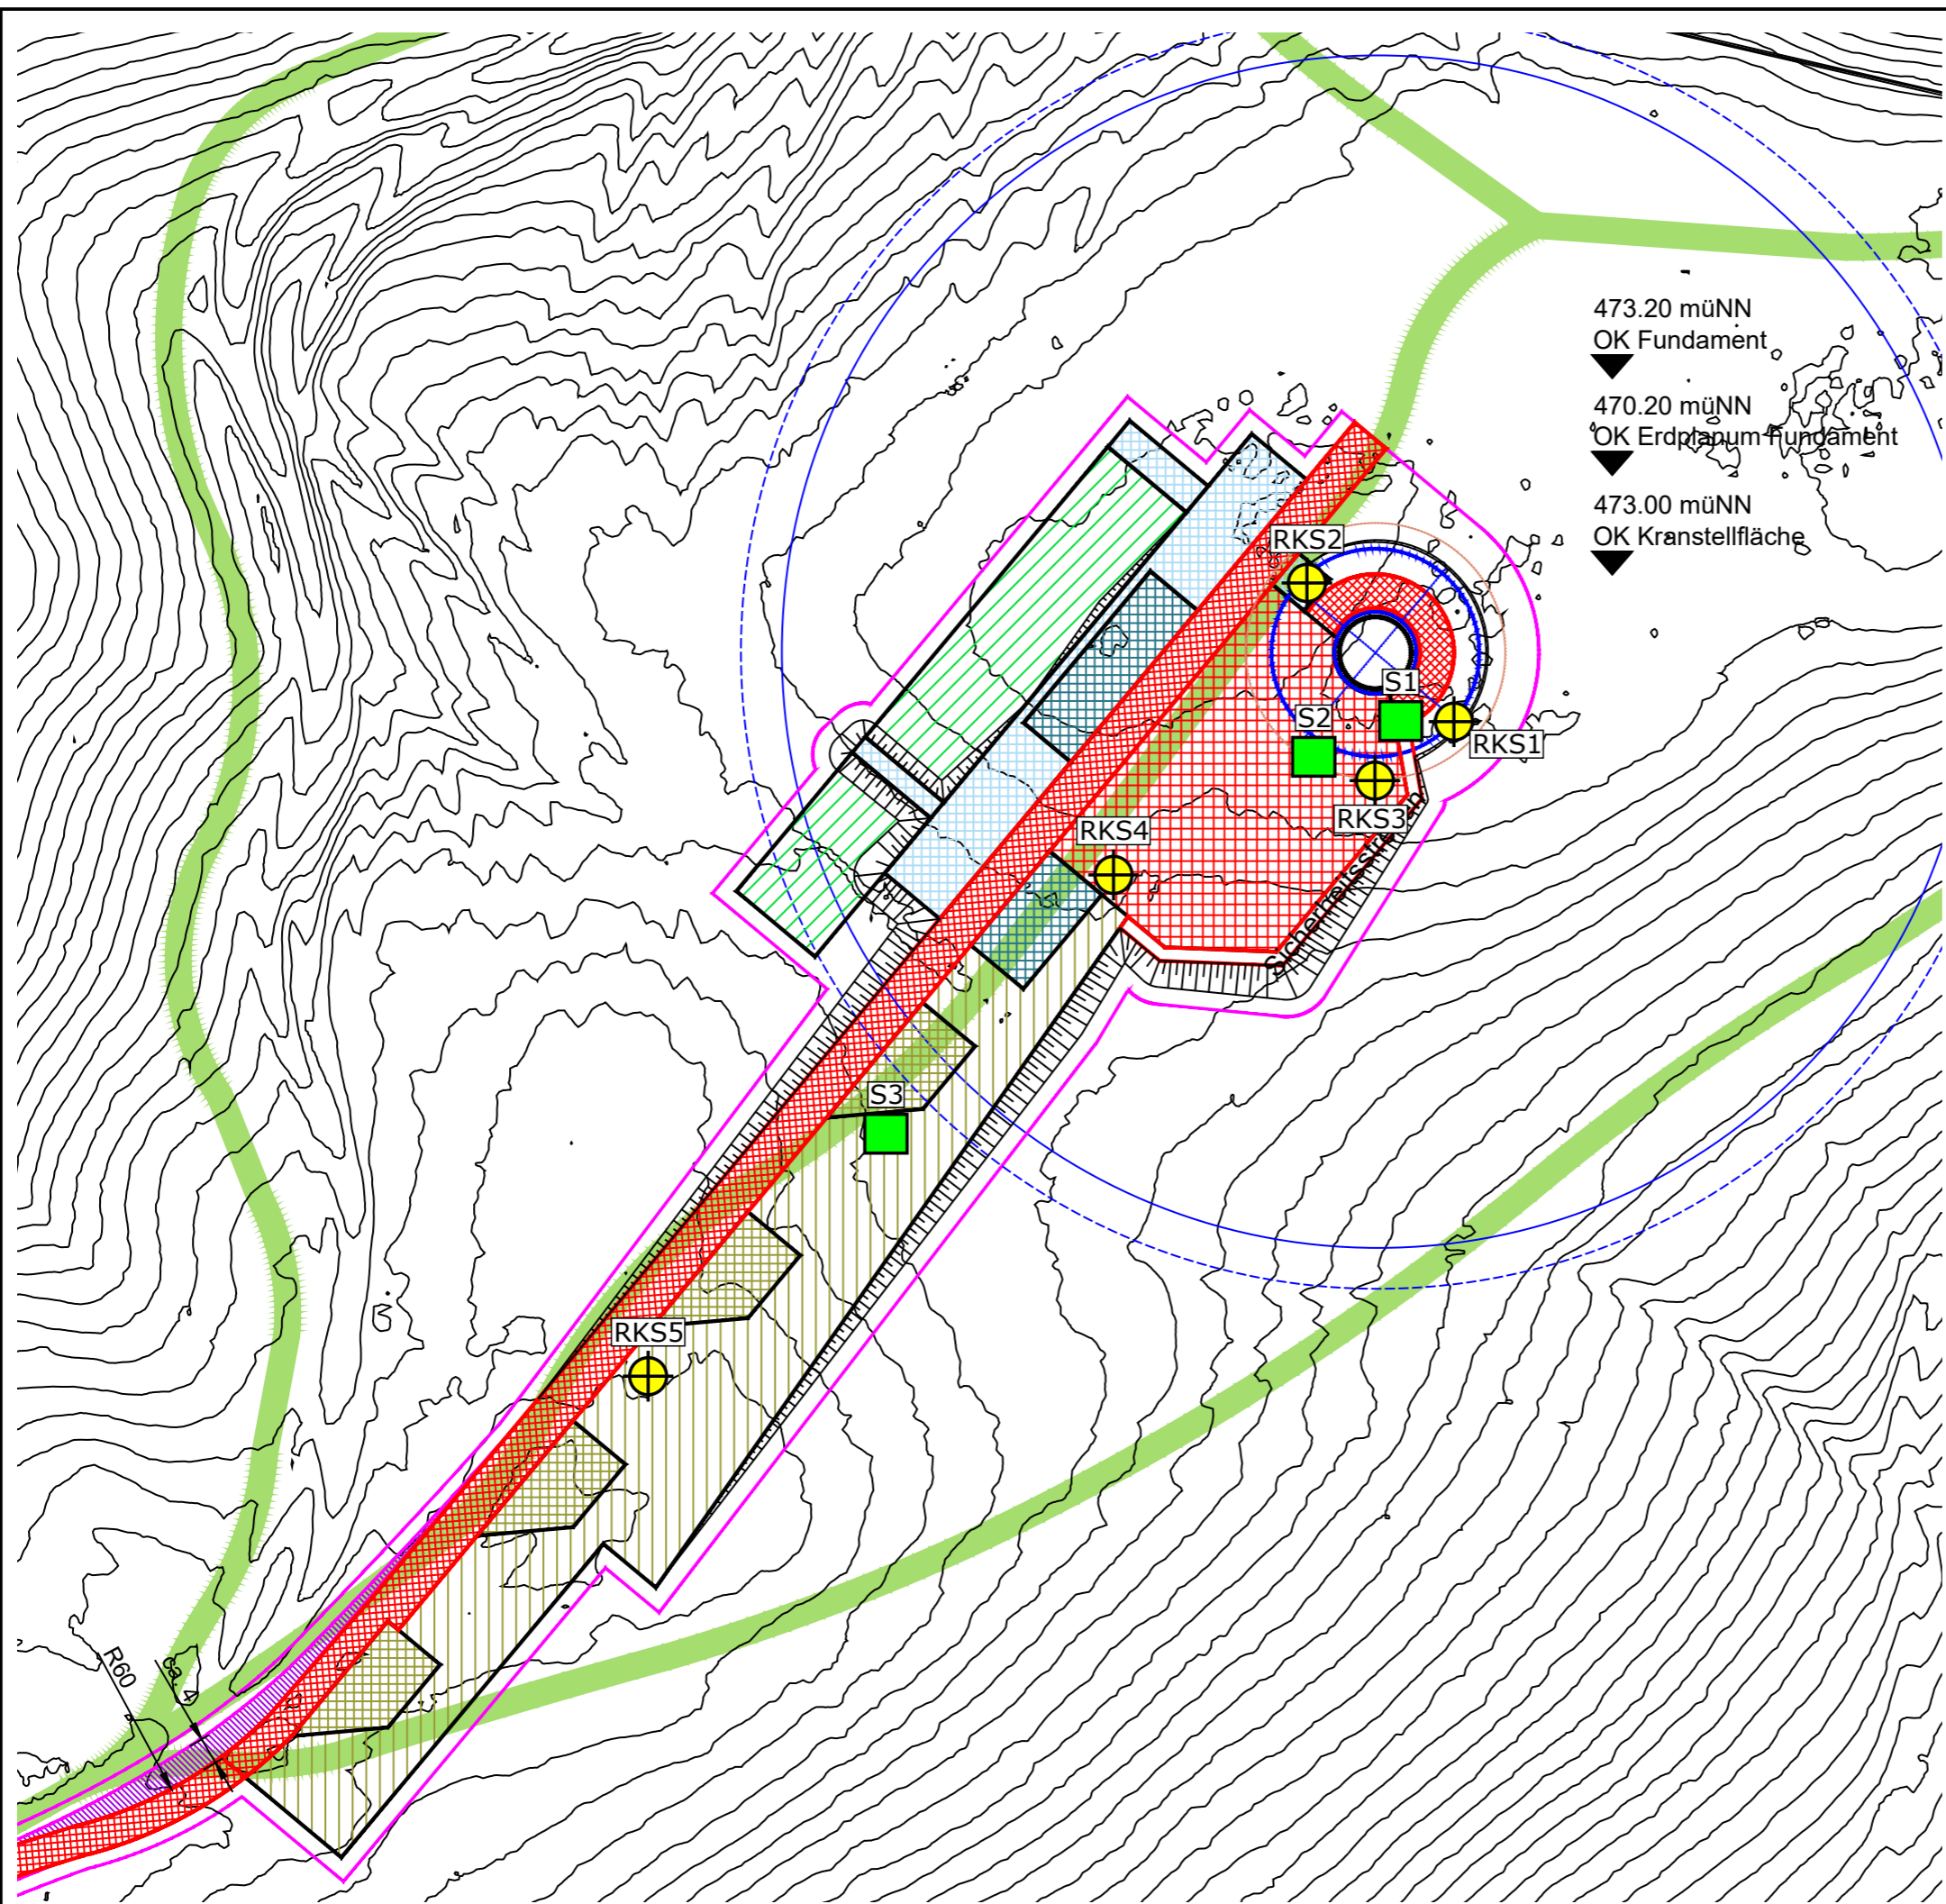 473.20 müNN
OK Fundament
470.20 müNN
OK Erdplanum Fundament
473.00 müNN
OK Kranstellfläche
RKS2
S1
S2
RKS1
RKS3
RKS4
Sicherheitsstreifen
S3
RKS5
R60
ca. 4